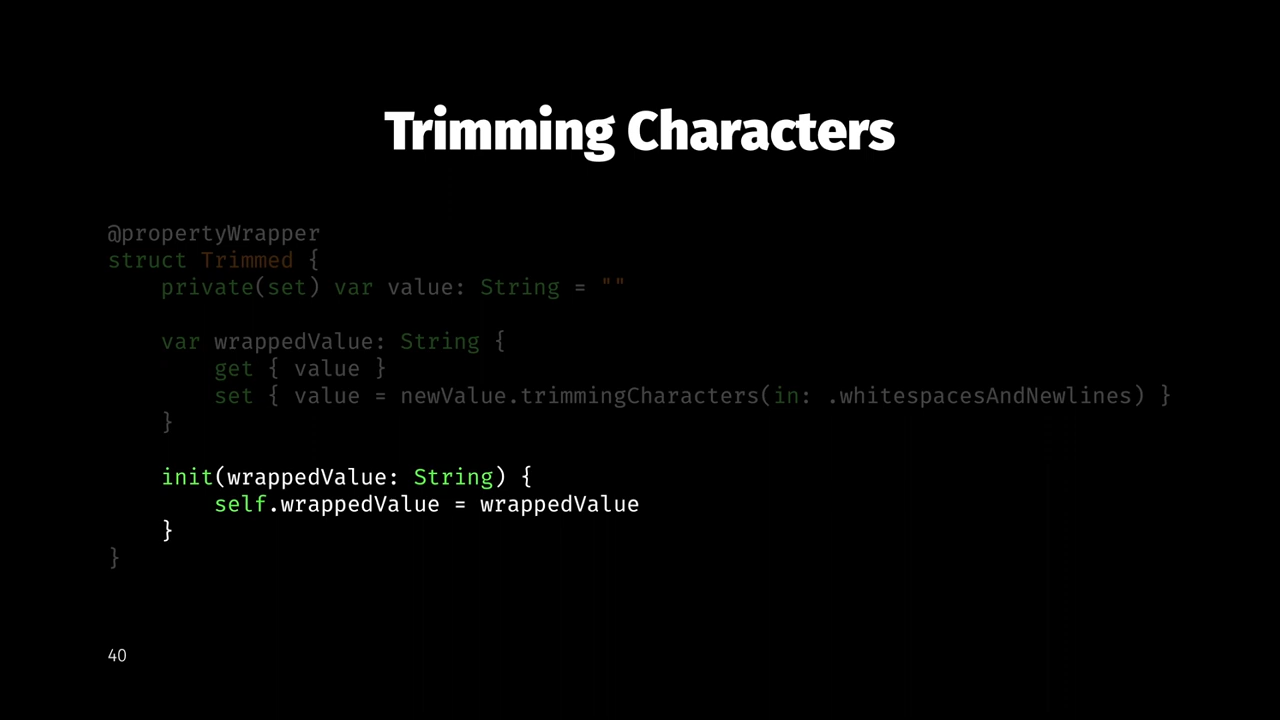 Trimming Characters
@propertyWrapper
struct Trimmed {
    private(set) var value: String = ""
    var wrappedValue: String {
        get { value }
        set { value = newValue.trimmingCharacters(in: .whitespacesAndNewlines) }
    }
    init(wrappedValue: String) {
        self.wrappedValue = wrappedValue
    }
}
40